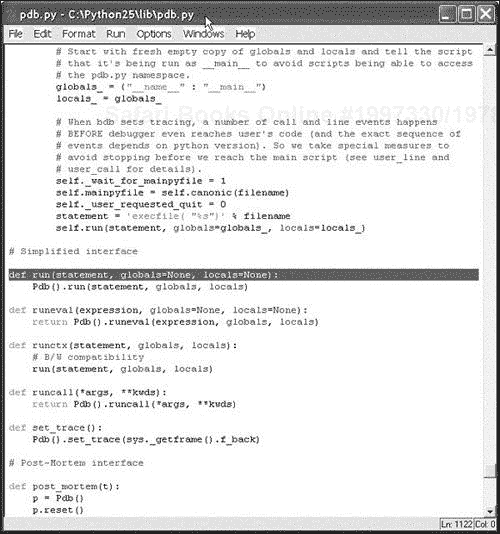 pdb.py - C:\Python25\lib\pdb.py
File Edit Format Run Options Windows Help
# Start with fresh empty copy of globals and locals and tell the script
# that it's being run as __main__ to avoid scripts being able to access
# the pdb.py namespace.
globals_ = {"__name__" : "__main__"}
locals_ = globals_
# When bdb sets tracing, a number of call and line events happens
# BEFORE debugger even reaches user's code (and the exact sequence of
# events depends on python version). So we take special measures to
# avoid stopping before we reach the main script (see user_line and
# user_call for details).
self._wait_for_mainpyfile = 1
self.mainpyfile = self.canonic(filename)
self._user_requested_quit = 0
statement = 'execfile( "%s")' % filename
self.run(statement, globals=globals_, locals=locals_)
# Simplified interface
def run(statement, globals=None, locals=None):
Pdb().run(statement, globals, locals)
def runeval(expression, globals=None, locals=None):
return Pdb().runeval(expression, globals, locals)
def runctx(statement, globals, locals):
# B/W compatibility
run(statement, globals, locals)
def runcall(*args, **kwds):
return Pdb().runcall(*args, **kwds)
def set_trace():
Pdb().set_trace(sys._getframe().f_back)
# Post-Mortem interface
def post_mortem(t):
p = Pdb()
p.reset()
Ln: 1122 Col: 0
Safari Books Online #1997330/197